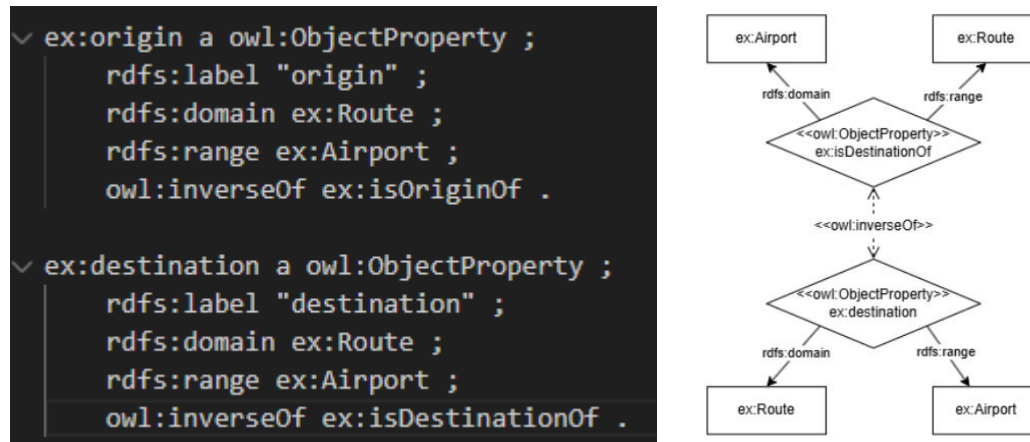 ex:origin a owl:ObjectProperty ;
rdfs:label "origin" ;
rdfs:domain ex:Route ;
rdfs:range ex:Airport ;
owl:inverseOf ex:isOriginOf .
ex:destination a owl:ObjectProperty ;
rdfs:label "destination" ;
rdfs:domain ex:Route ;
rdfs:range ex:Airport ;
owl:inverseOf ex:isDestinationOf .
ex:Airport
ex:Route
rdfs:domain
rdfs:range
<<owl:ObjectProperty>>
ex:isDestinationOf
<<owl:inverseOf>>
<<owl:ObjectProperty>>
ex:destination
rdfs:domain
rdfs:range
ex:Route
ex:Airport